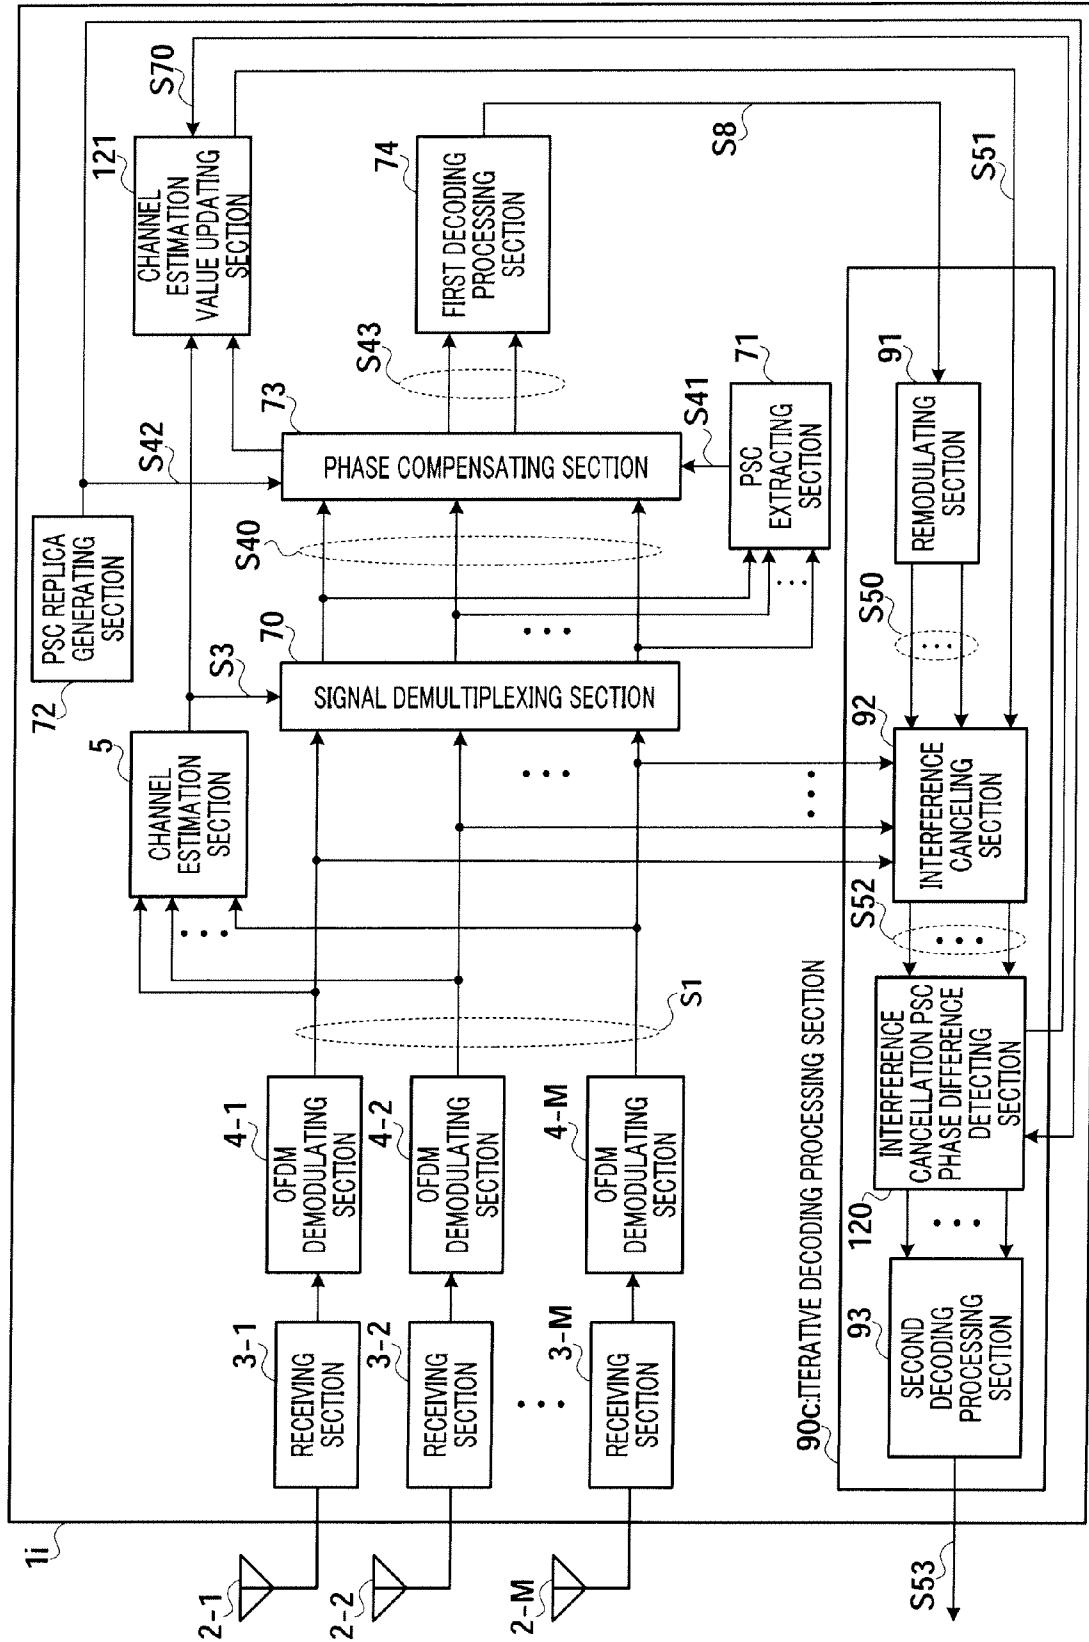 1i
2-1
2-2
2-M
3-1
RECEIVING
SECTION
3-2
RECEIVING
SECTION
• • •
3-M
RECEIVING
SECTION
4-1
OFDM
DEMODULATING
SECTION
4-2
OFDM
DEMODULATING
SECTION
4-M
OFDM
DEMODULATING
SECTION
S1
5
CHANNEL
ESTIMATION
SECTION
• • •
72
PSC REPLICA
GENERATING
SECTION
S3
S42
70
SIGNAL DEMULTIPLEXING SECTION
• • •
• • •
S40
73
PHASE COMPENSATING SECTION
121
CHANNEL
ESTIMATION
VALUE UPDATING
SECTION
S70
S43
74
FIRST DECODING
PROCESSING
SECTION
S41
71
PSC
EXTRACTING
SECTION
• • •
S8
S51
90c:ITERATIVE DECODING PROCESSING SECTION
93
SECOND
DECODING
PROCESSING
SECTION
• • •
120
INTERFERENCE
CANCELLATION PSC
PHASE DIFFERENCE
DETECTING
SECTION
S52
• • •
92
INTERFERENCE
CANCELING
SECTION
• • •
S50
• • •
91
REMODULATING
SECTION
S53